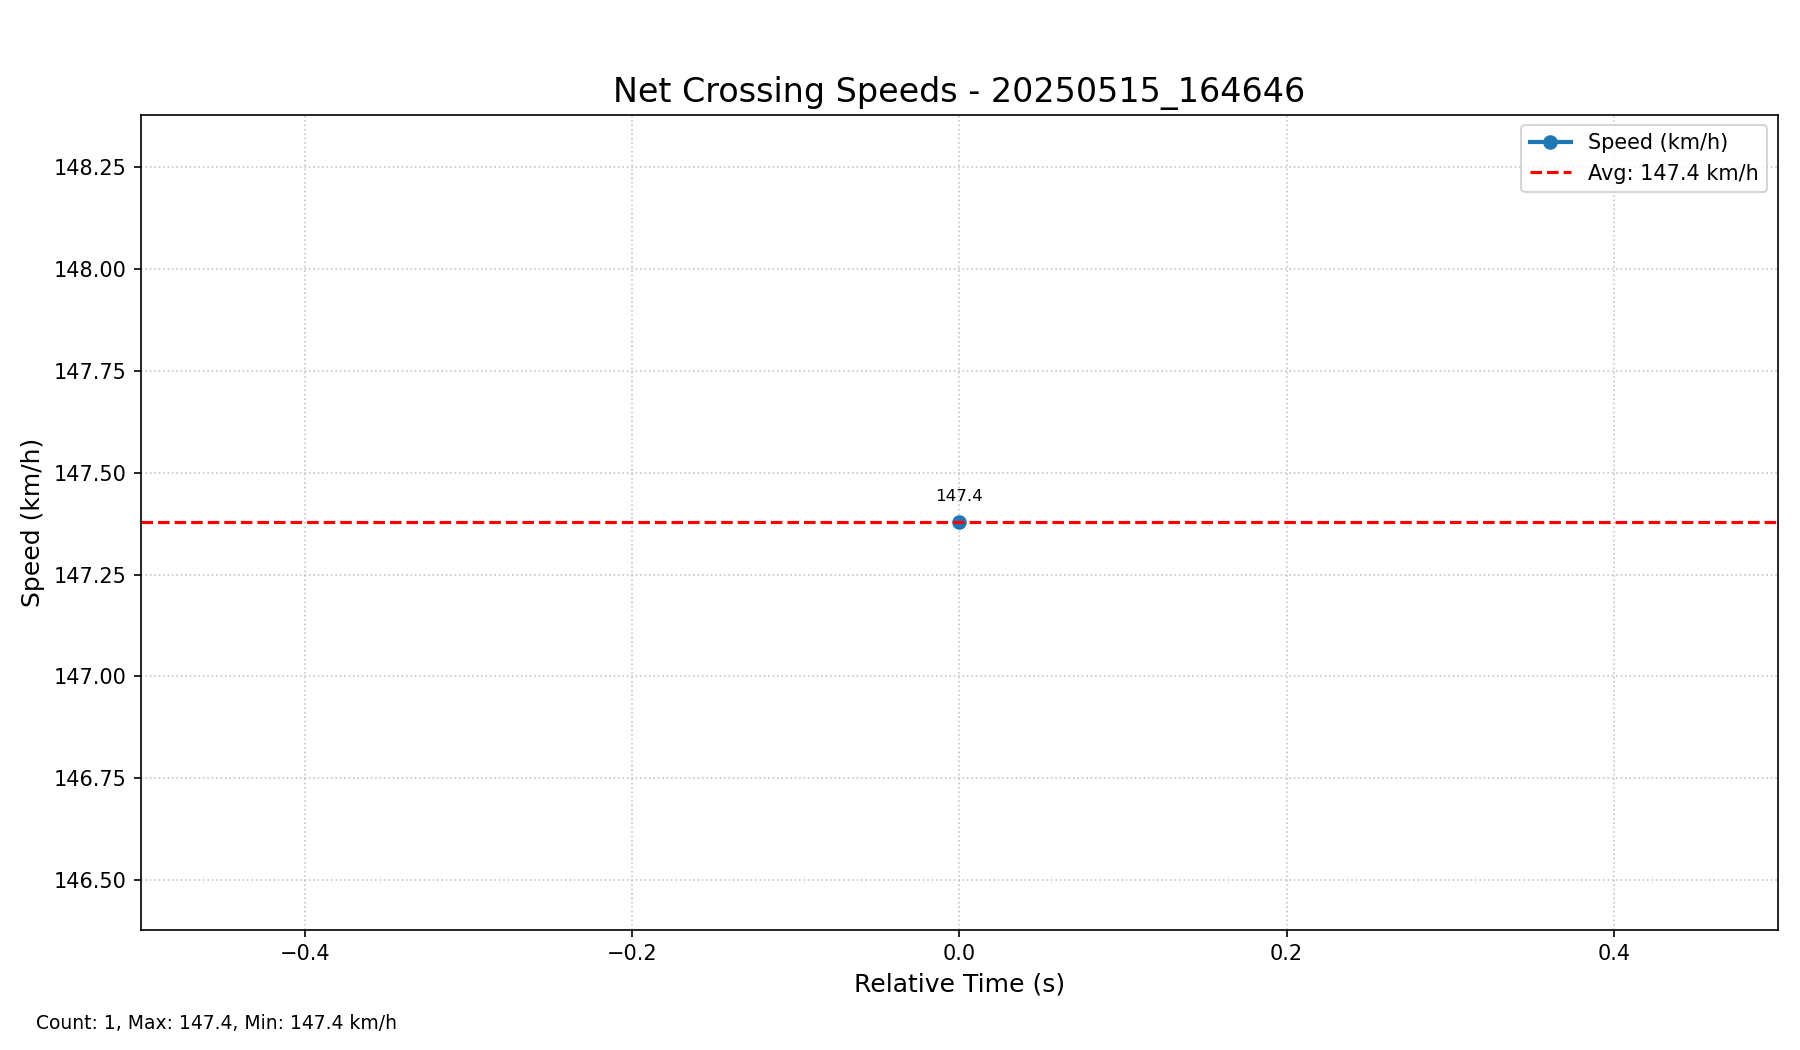 Net Crossing Speeds - 20250515_164646
Speed (km/h)
Avg: 147.4 km/h
148.25
148.00
147.75
147.50
147.25
147.00
146.75
146.50
Speed (km/h)
147.4
−0.4
−0.2
0.0
0.2
0.4
Relative Time (s)
Count: 1, Max: 147.4, Min: 147.4 km/h